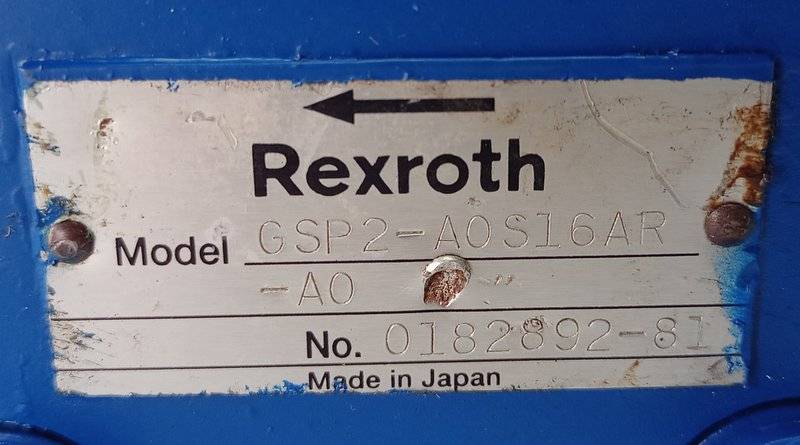 Rexroth
Model GSP2-A0S16AR
-A0
No. 0182892-81
Made in Japan